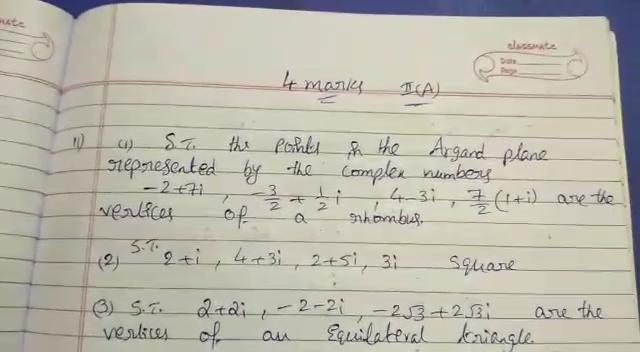 classmate
Date
Page
4 marks II(A)
11) (1) S.T. the points in the Argand plane
represented by the complex numbers
-2+7i, -3/2 + 1/2 i, 4-3i, 7/2 (1+i) are the
vertices of a rhombus.
(2) S.T. 2+i, 4+3i, 2+5i, 3i square
(3) S.T. 2+2i, -2-2i, -2√3+2√3i are the
vertices of an Equilateral triangle.